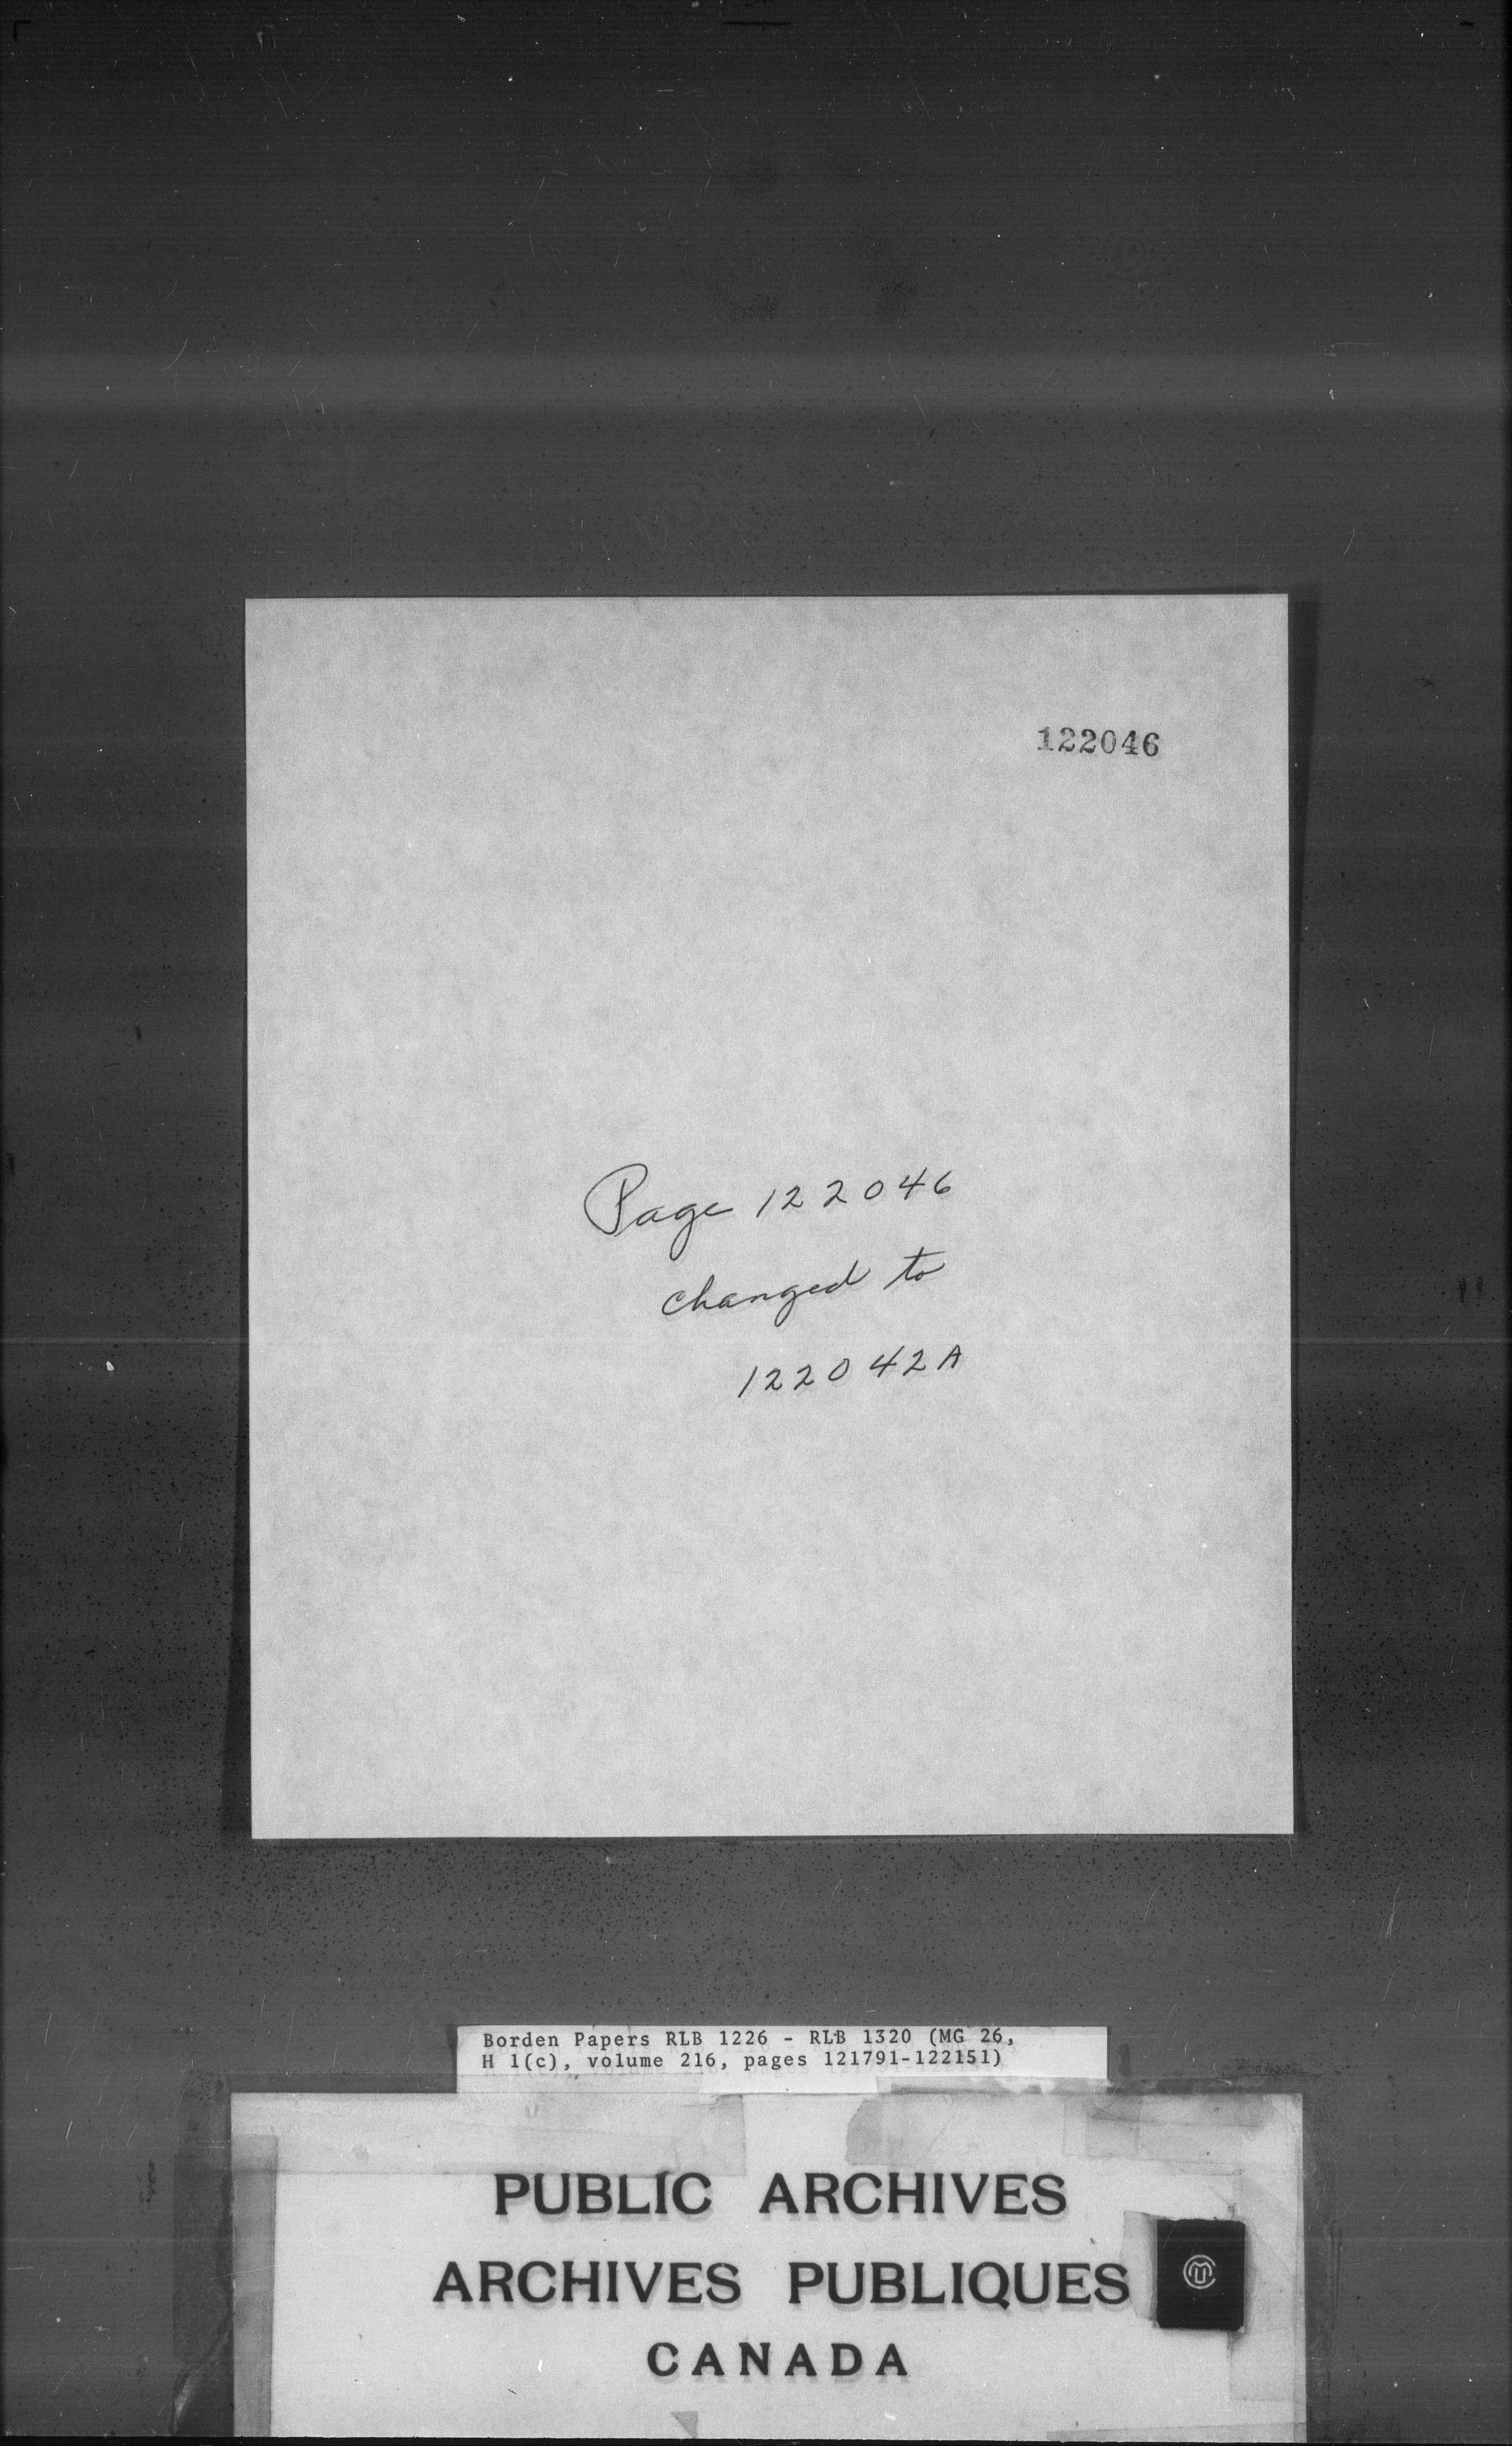 122046
Page 122046
changed to
122042A
Borden Papers RLB 1226 - RLB 1320 (MG 26,
H 1(c), volume 216, pages 121791-122151)
PUBLIC ARCHIVES
ARCHIVES PUBLIQUES
CANADA